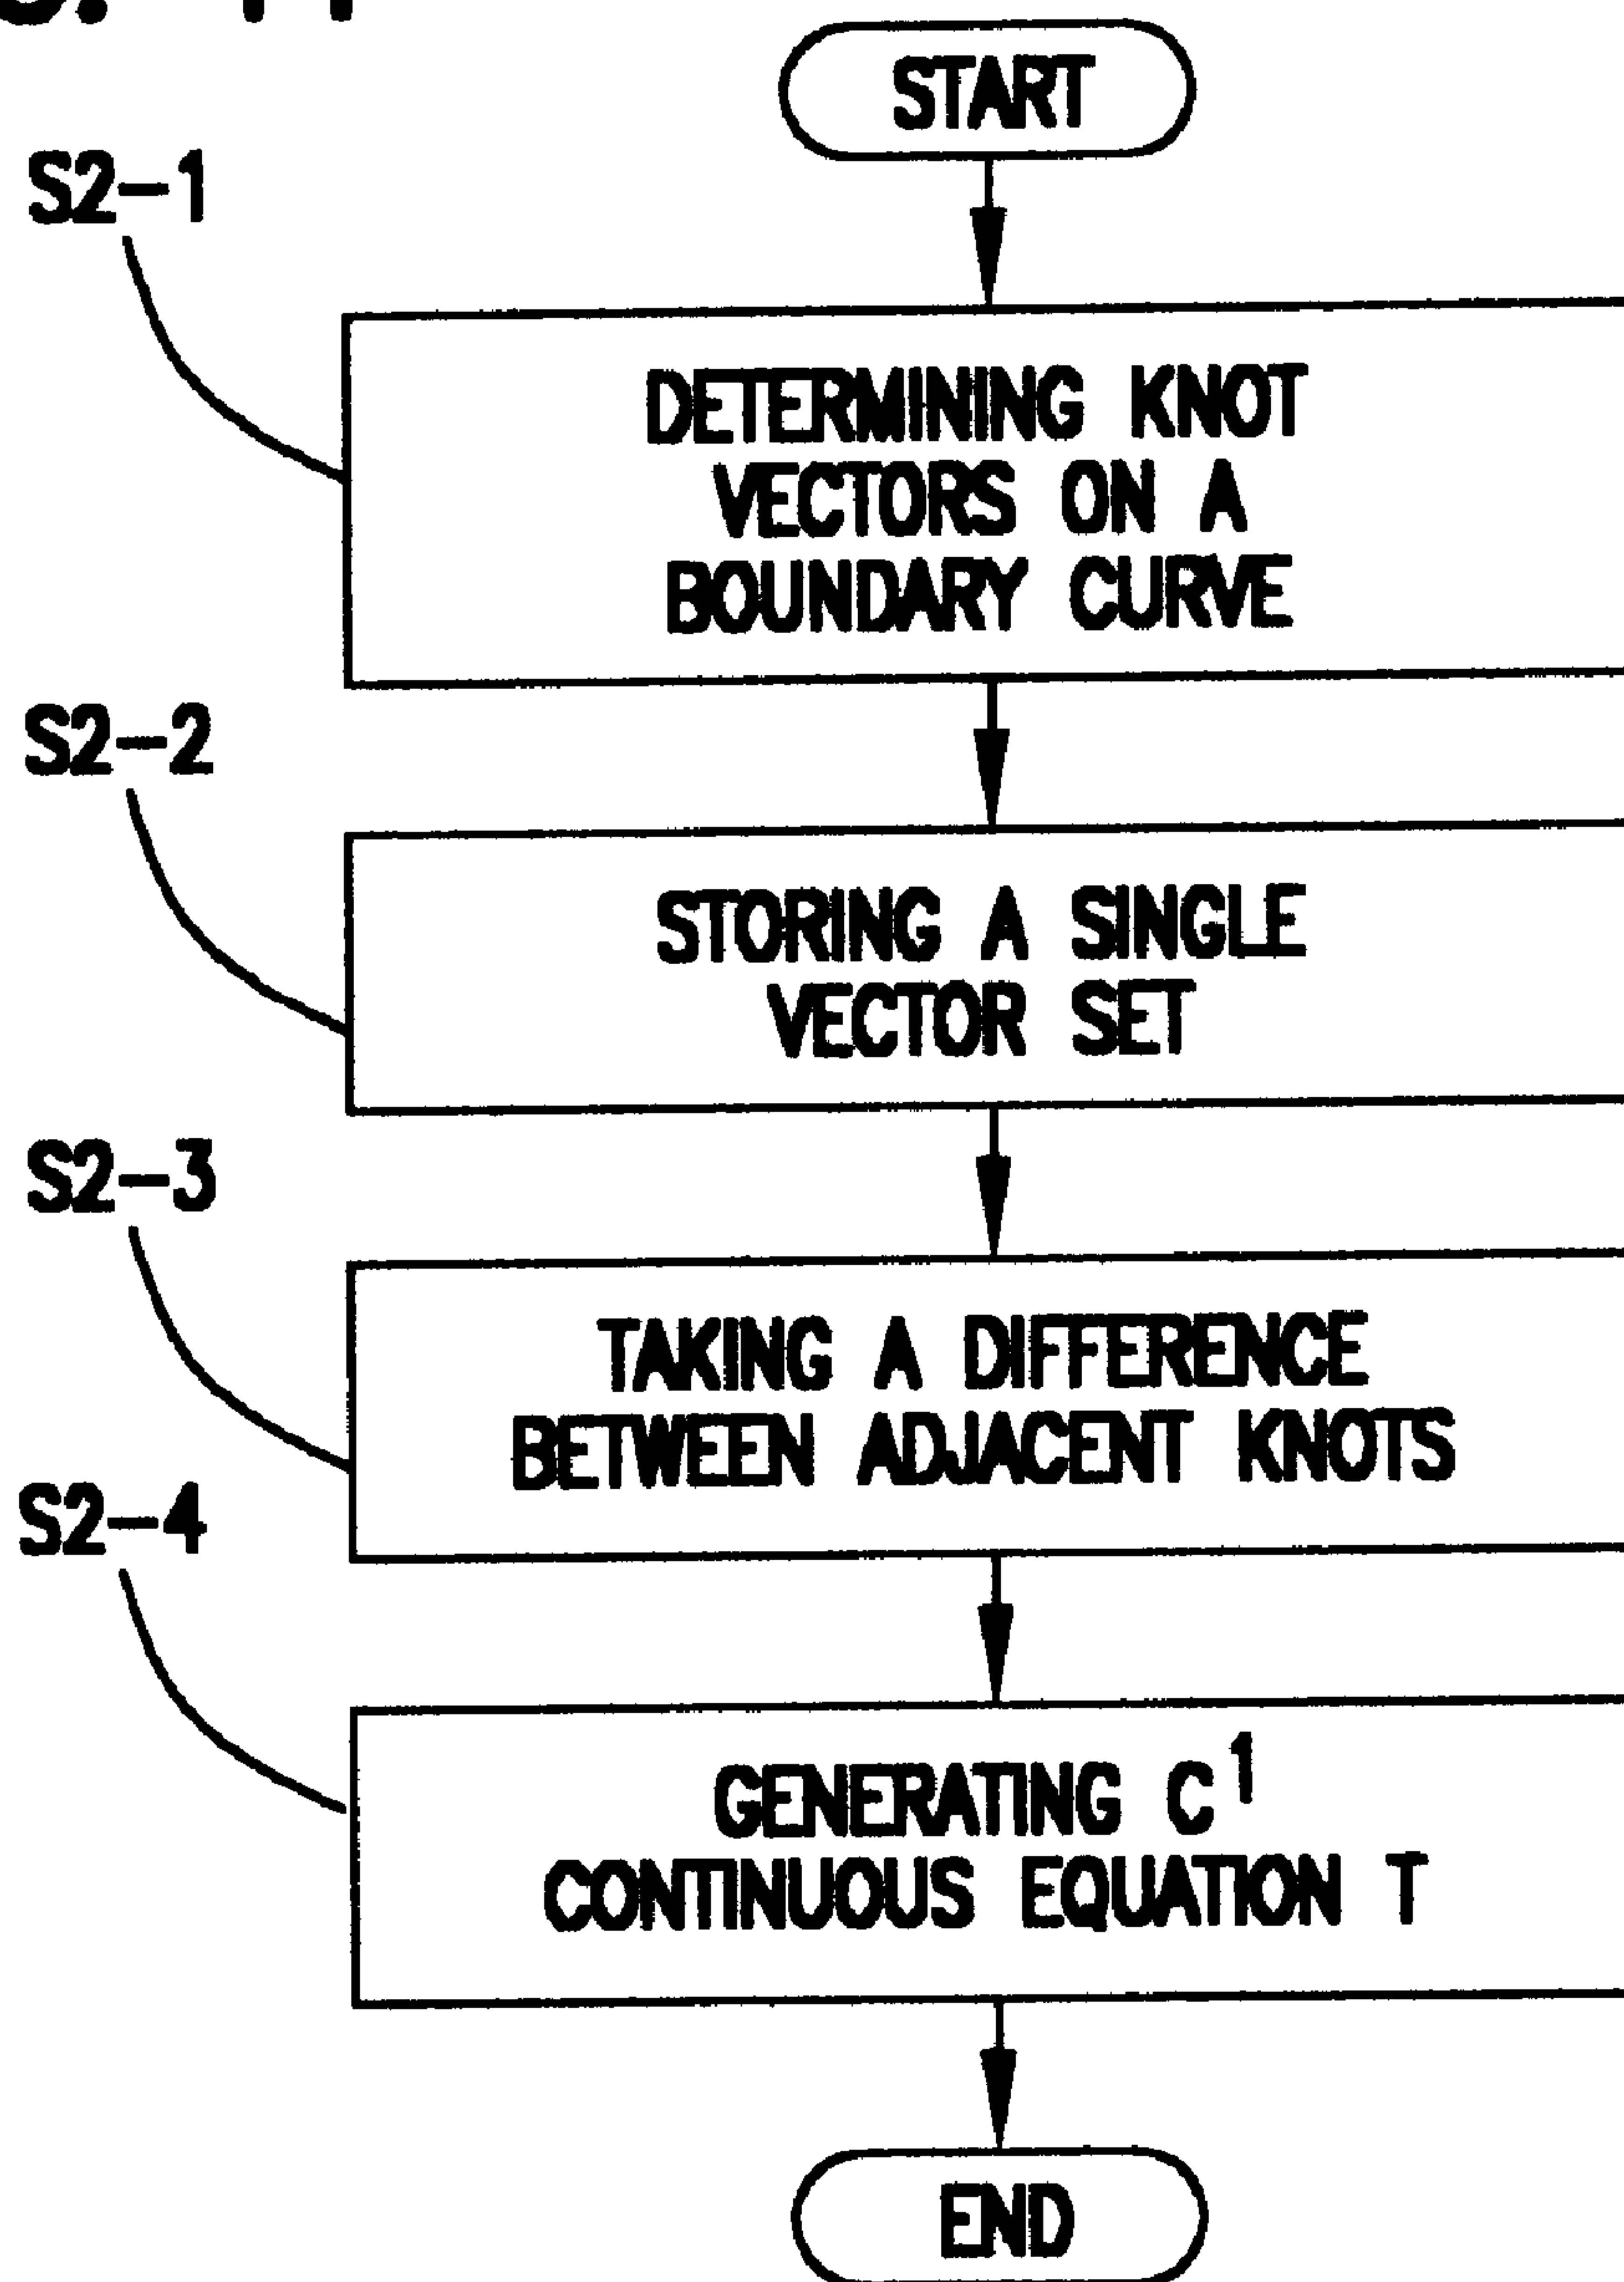 START
S2-1
DETERMINING KNOT
VECTORS ON A
BOUNDARY CURVE
S2-2
STORING A SINGLE
VECTOR SET
S2-3
TAKING A DIFFERENCE
BETWEEN ADJACENT KNOTS
S2-4
GENERATING C¹
CONTINUOUS EQUATION T
END